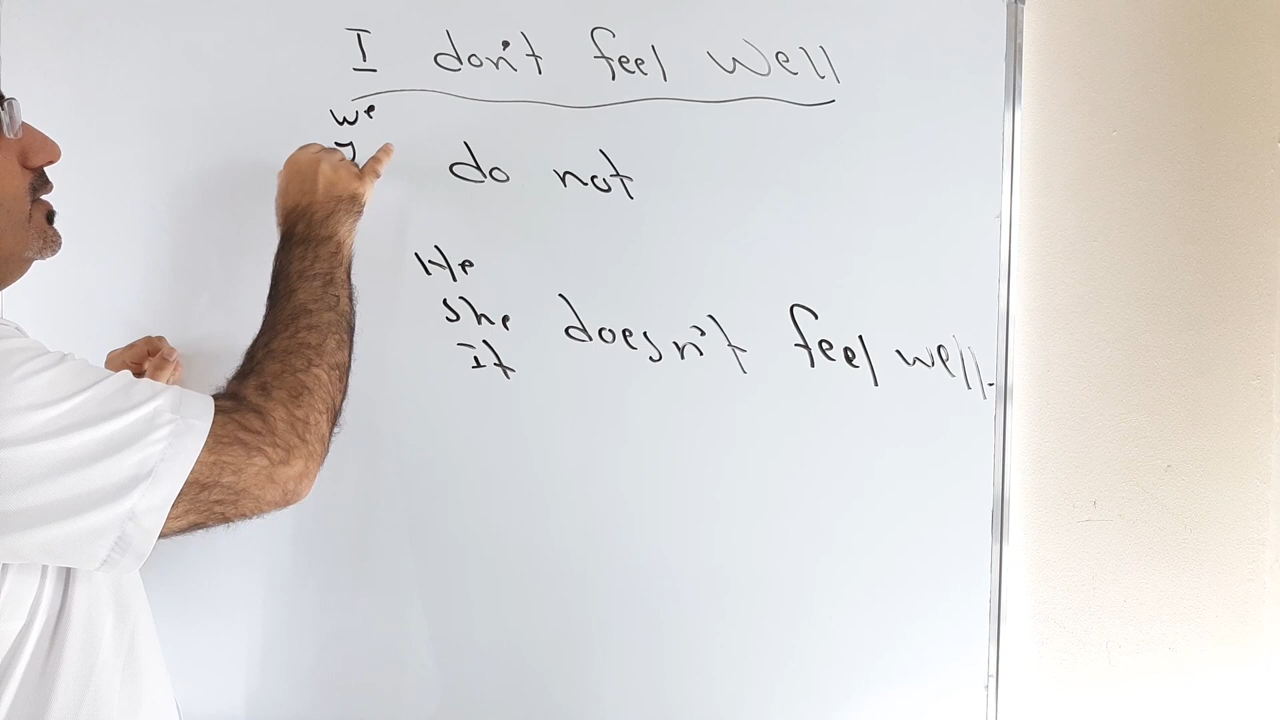 I don't feel well
we
do not
He
she
It
doesn't feel well.